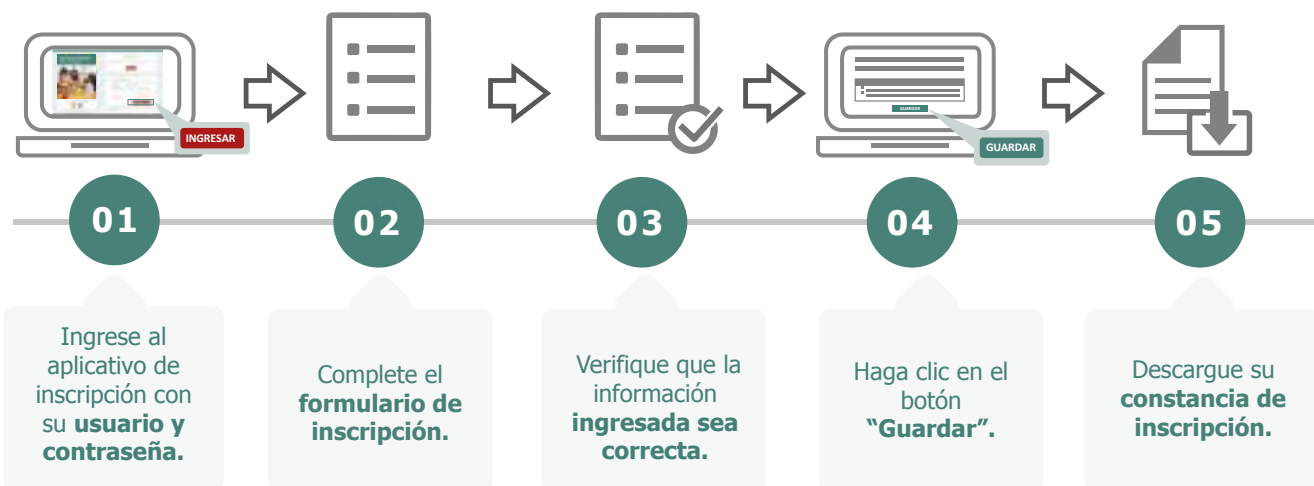 INGRESAR
GUARDAR
GUARDAR
01
02
03
04
05
Ingrese al
aplicativo de
inscripción con
su usuario y
contraseña.
Complete el
formulario de
inscripción.
Verifique que la
información
ingresada sea
correcta.
Haga clic en el
botón
“Guardar”.
Descargue su
constancia de
inscripción.